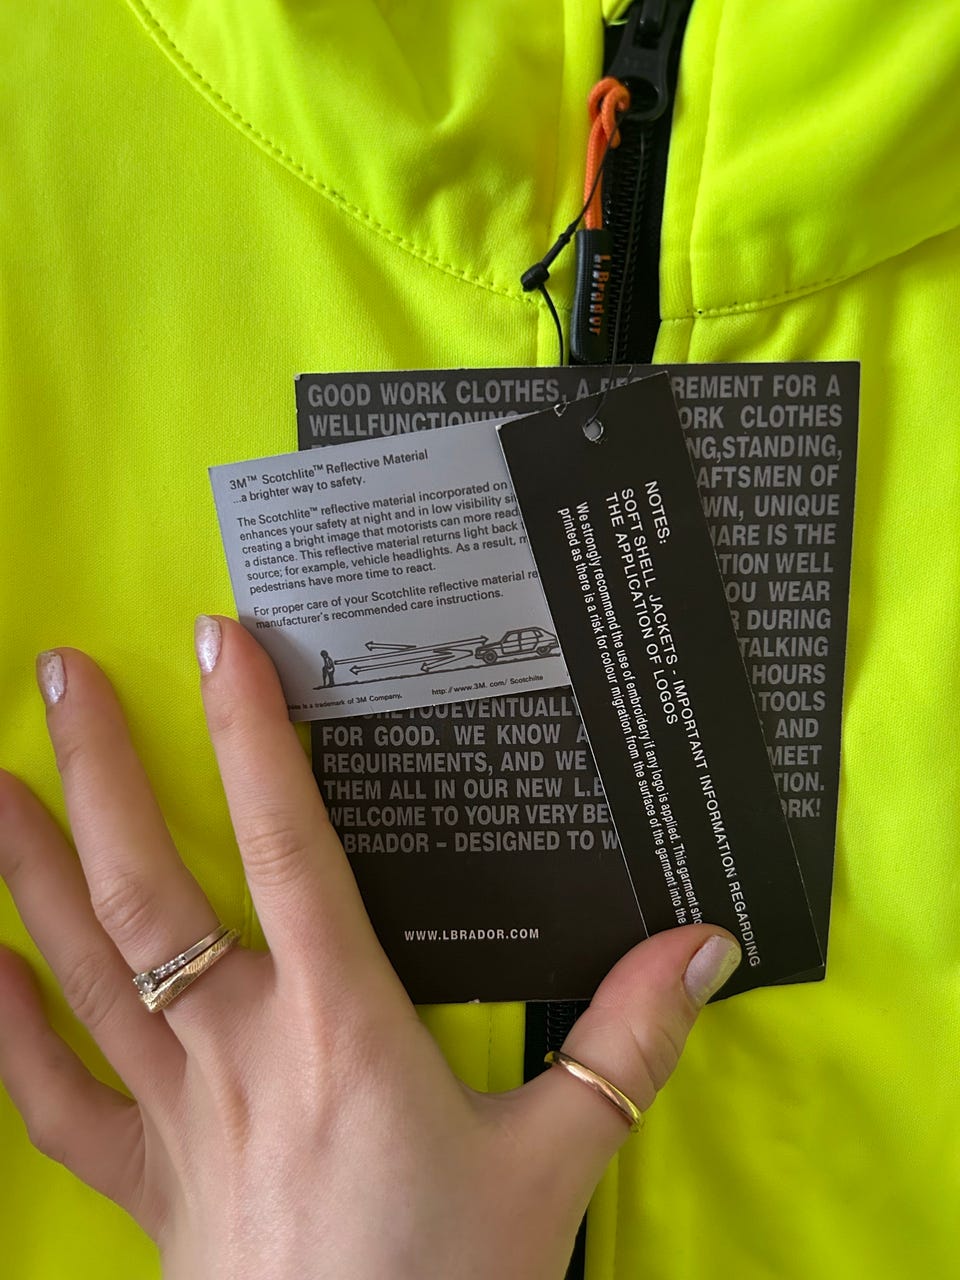 L.Brador
GOOD WORK CLOTHES, A REMENT FOR A
WELLFUNCTIONING ORK CLOTHES
NG,STANDING,
AFTSMEN OF
WN, UNIQUE
ARE IS THE
TION WELL
OU WEAR
R DURING
TALKING
HOURS
TOOLS
YOU EVENTUALLY
FOR GOOD. WE KNOW A AND
REQUIREMENTS, AND WE MEET
THEM ALL IN OUR NEW L.B TION.
WELCOME TO YOUR VERY BE RK!
BRADOR – DESIGNED TO W
WWW.LBRADOR.COM
3M™ Scotchlite™ Reflective Material
...a brighter way to safety.
The Scotchlite™ reflective material incorporated on
enhances your safety at night and in low visibility si
creating a bright image that motorists can more read
a distance. This reflective material returns light back
source; for example, vehicle headlights. As a result, m
pedestrians have more time to react.
For proper care of your Scotchlite reflective material re
manufacturer's recommended care instructions.
hlite is a trademark of 3M Company. http://www.3M.com/Scotchlite
NOTES:
SOFT SHELL JACKETS - IMPORTANT INFORMATION REGARDING
THE APPLICATION OF LOGOS
We strongly recommend the use of embroidery if any logo is applied. This garment sho
printed as there is a risk for colour migration from the surface of the garment into the